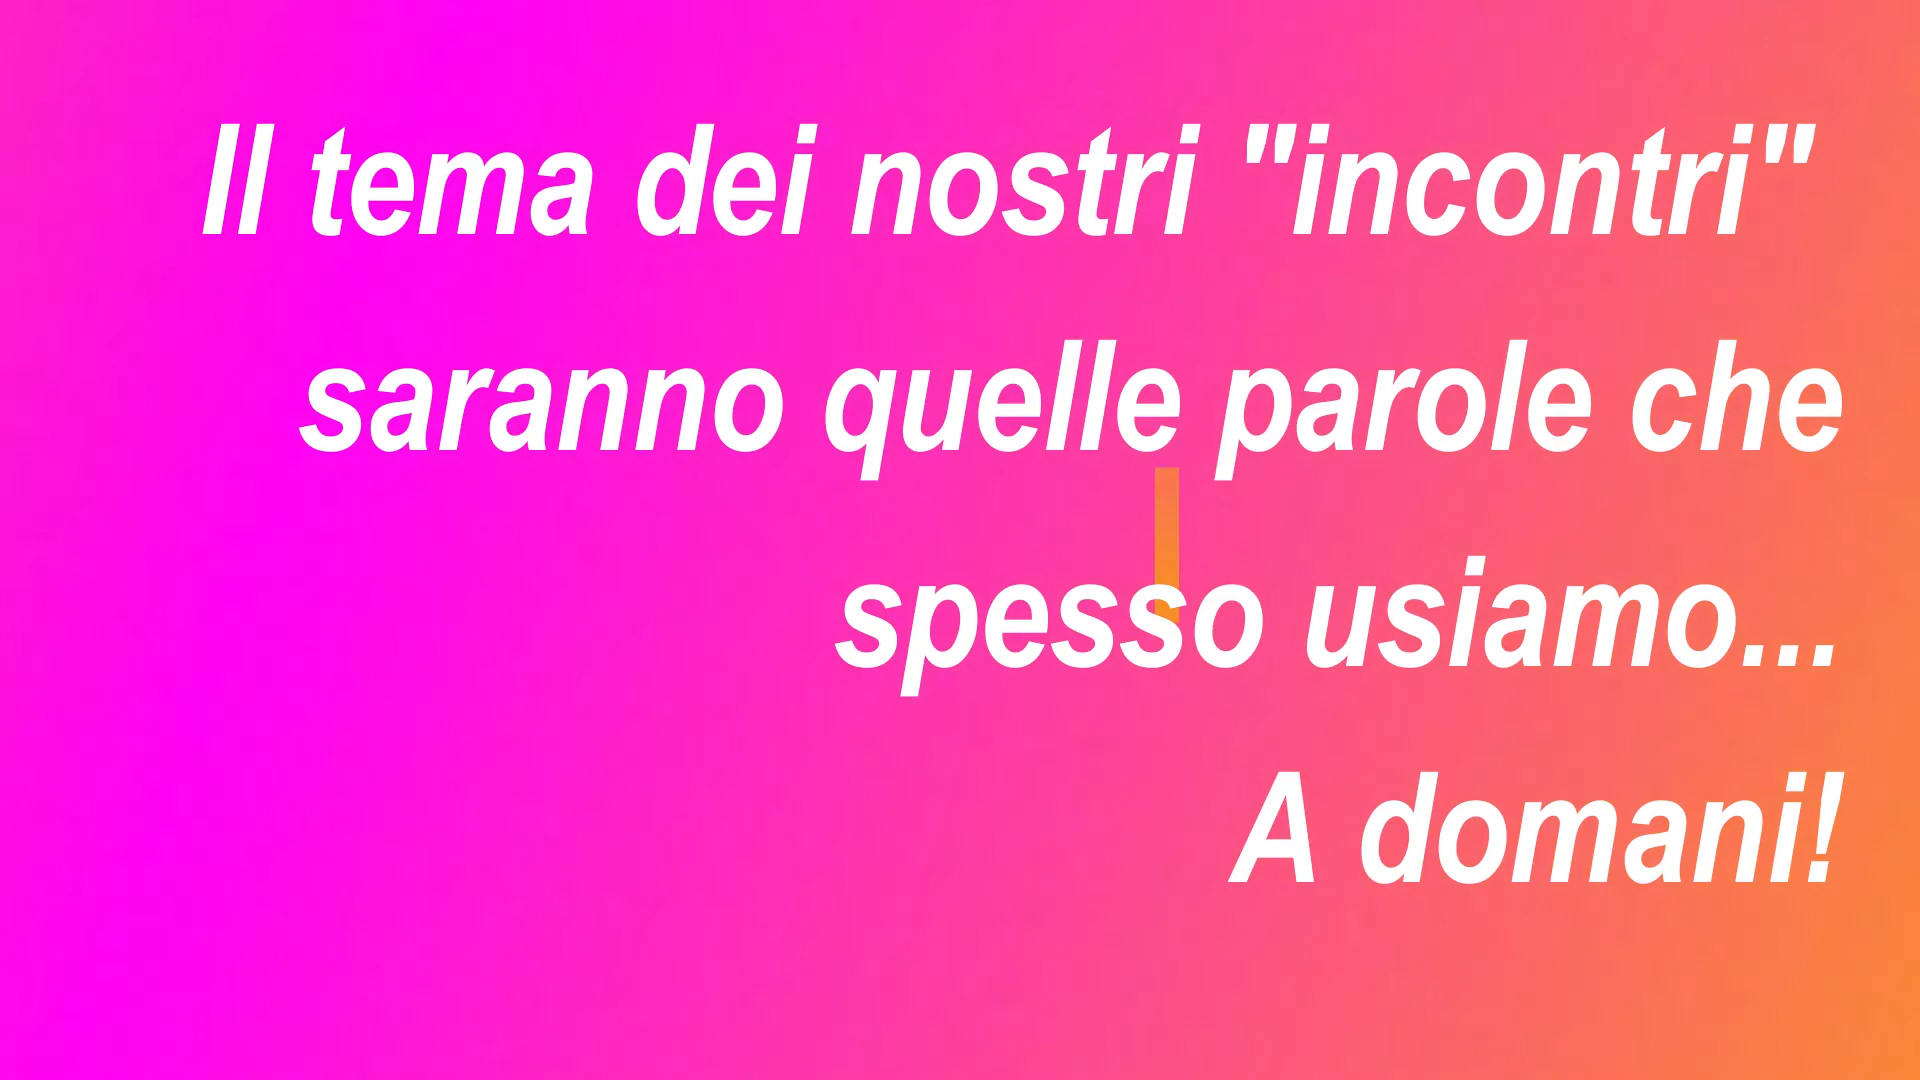 Il tema dei nostri "incontri"
saranno quelle parole che
spesso usiamo...
A domani!